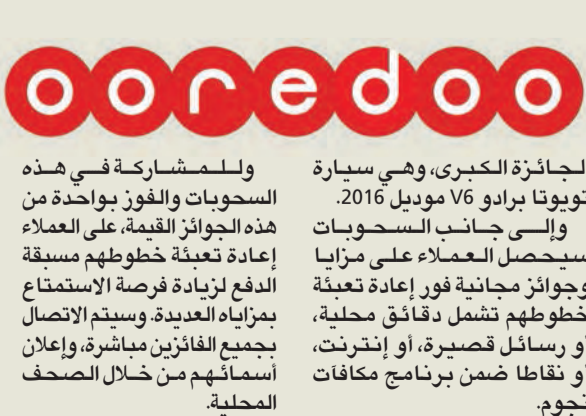 ooredoo
لجائزة الكبرى، وهي سيارة
تويوتا برادو V6 موديل 2016.
وإلى جانب السحوبات
سيحصل العملاء على مزايا
وجوائز مجانية فور إعادة تعبئة
خطوطهم تشمل دقائق محلية،
أو رسائل قصيرة، أو إنترنت،
أو نقاطا ضمن برنامج مكافآت
نجوم.
وللمشاركة في هذه
السحوبات والفوز بواحدة من
هذه الجوائز القيمة، على العملاء
إعادة تعبئة خطوطهم مسبقة
الدفع لزيادة فرصة الاستمتاع
بمزاياه العديدة. وسيتم الاتصال
بجميع الفائزين مباشرة، وإعلان
أسمائهم من خلال الصحف
المحلية.